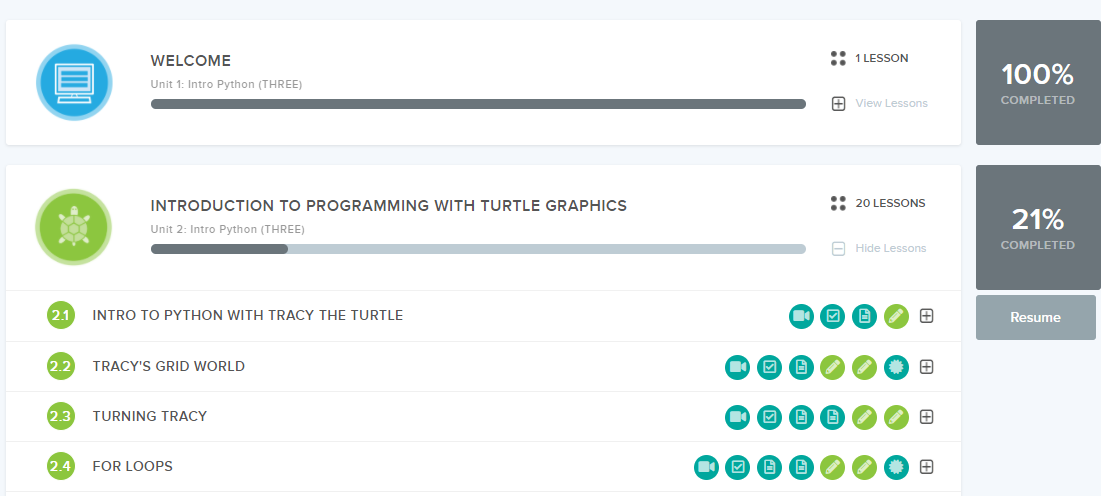 WELCOME
Unit 1: Intro Python (THREE)
1 LESSON
View Lessons
100%
COMPLETED
INTRODUCTION TO PROGRAMMING WITH TURTLE GRAPHICS
Unit 2: Intro Python (THREE)
20 LESSONS
Hide Lessons
21%
COMPLETED
Resume
2.1 INTRO TO PYTHON WITH TRACY THE TURTLE
2.2 TRACY'S GRID WORLD
2.3 TURNING TRACY
2.4 FOR LOOPS